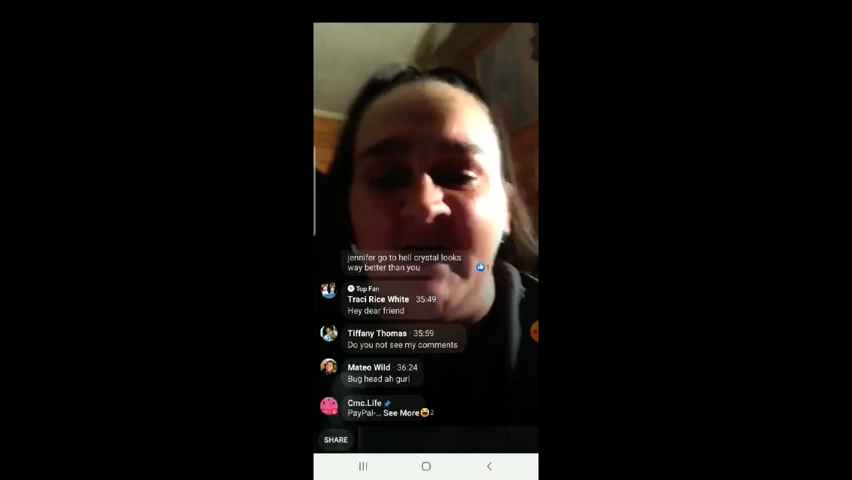 jennifer go to hell crystal looks
way better than you
1
Top Fan
Traci Rice White 35:49
Hey dear friend
Tiffany Thomas · 35:59
Do you not see my comments
Mateo Wild · 36:24
Bug head ah gurl
Cmc.Life
PayPal-... See More 2
SHARE